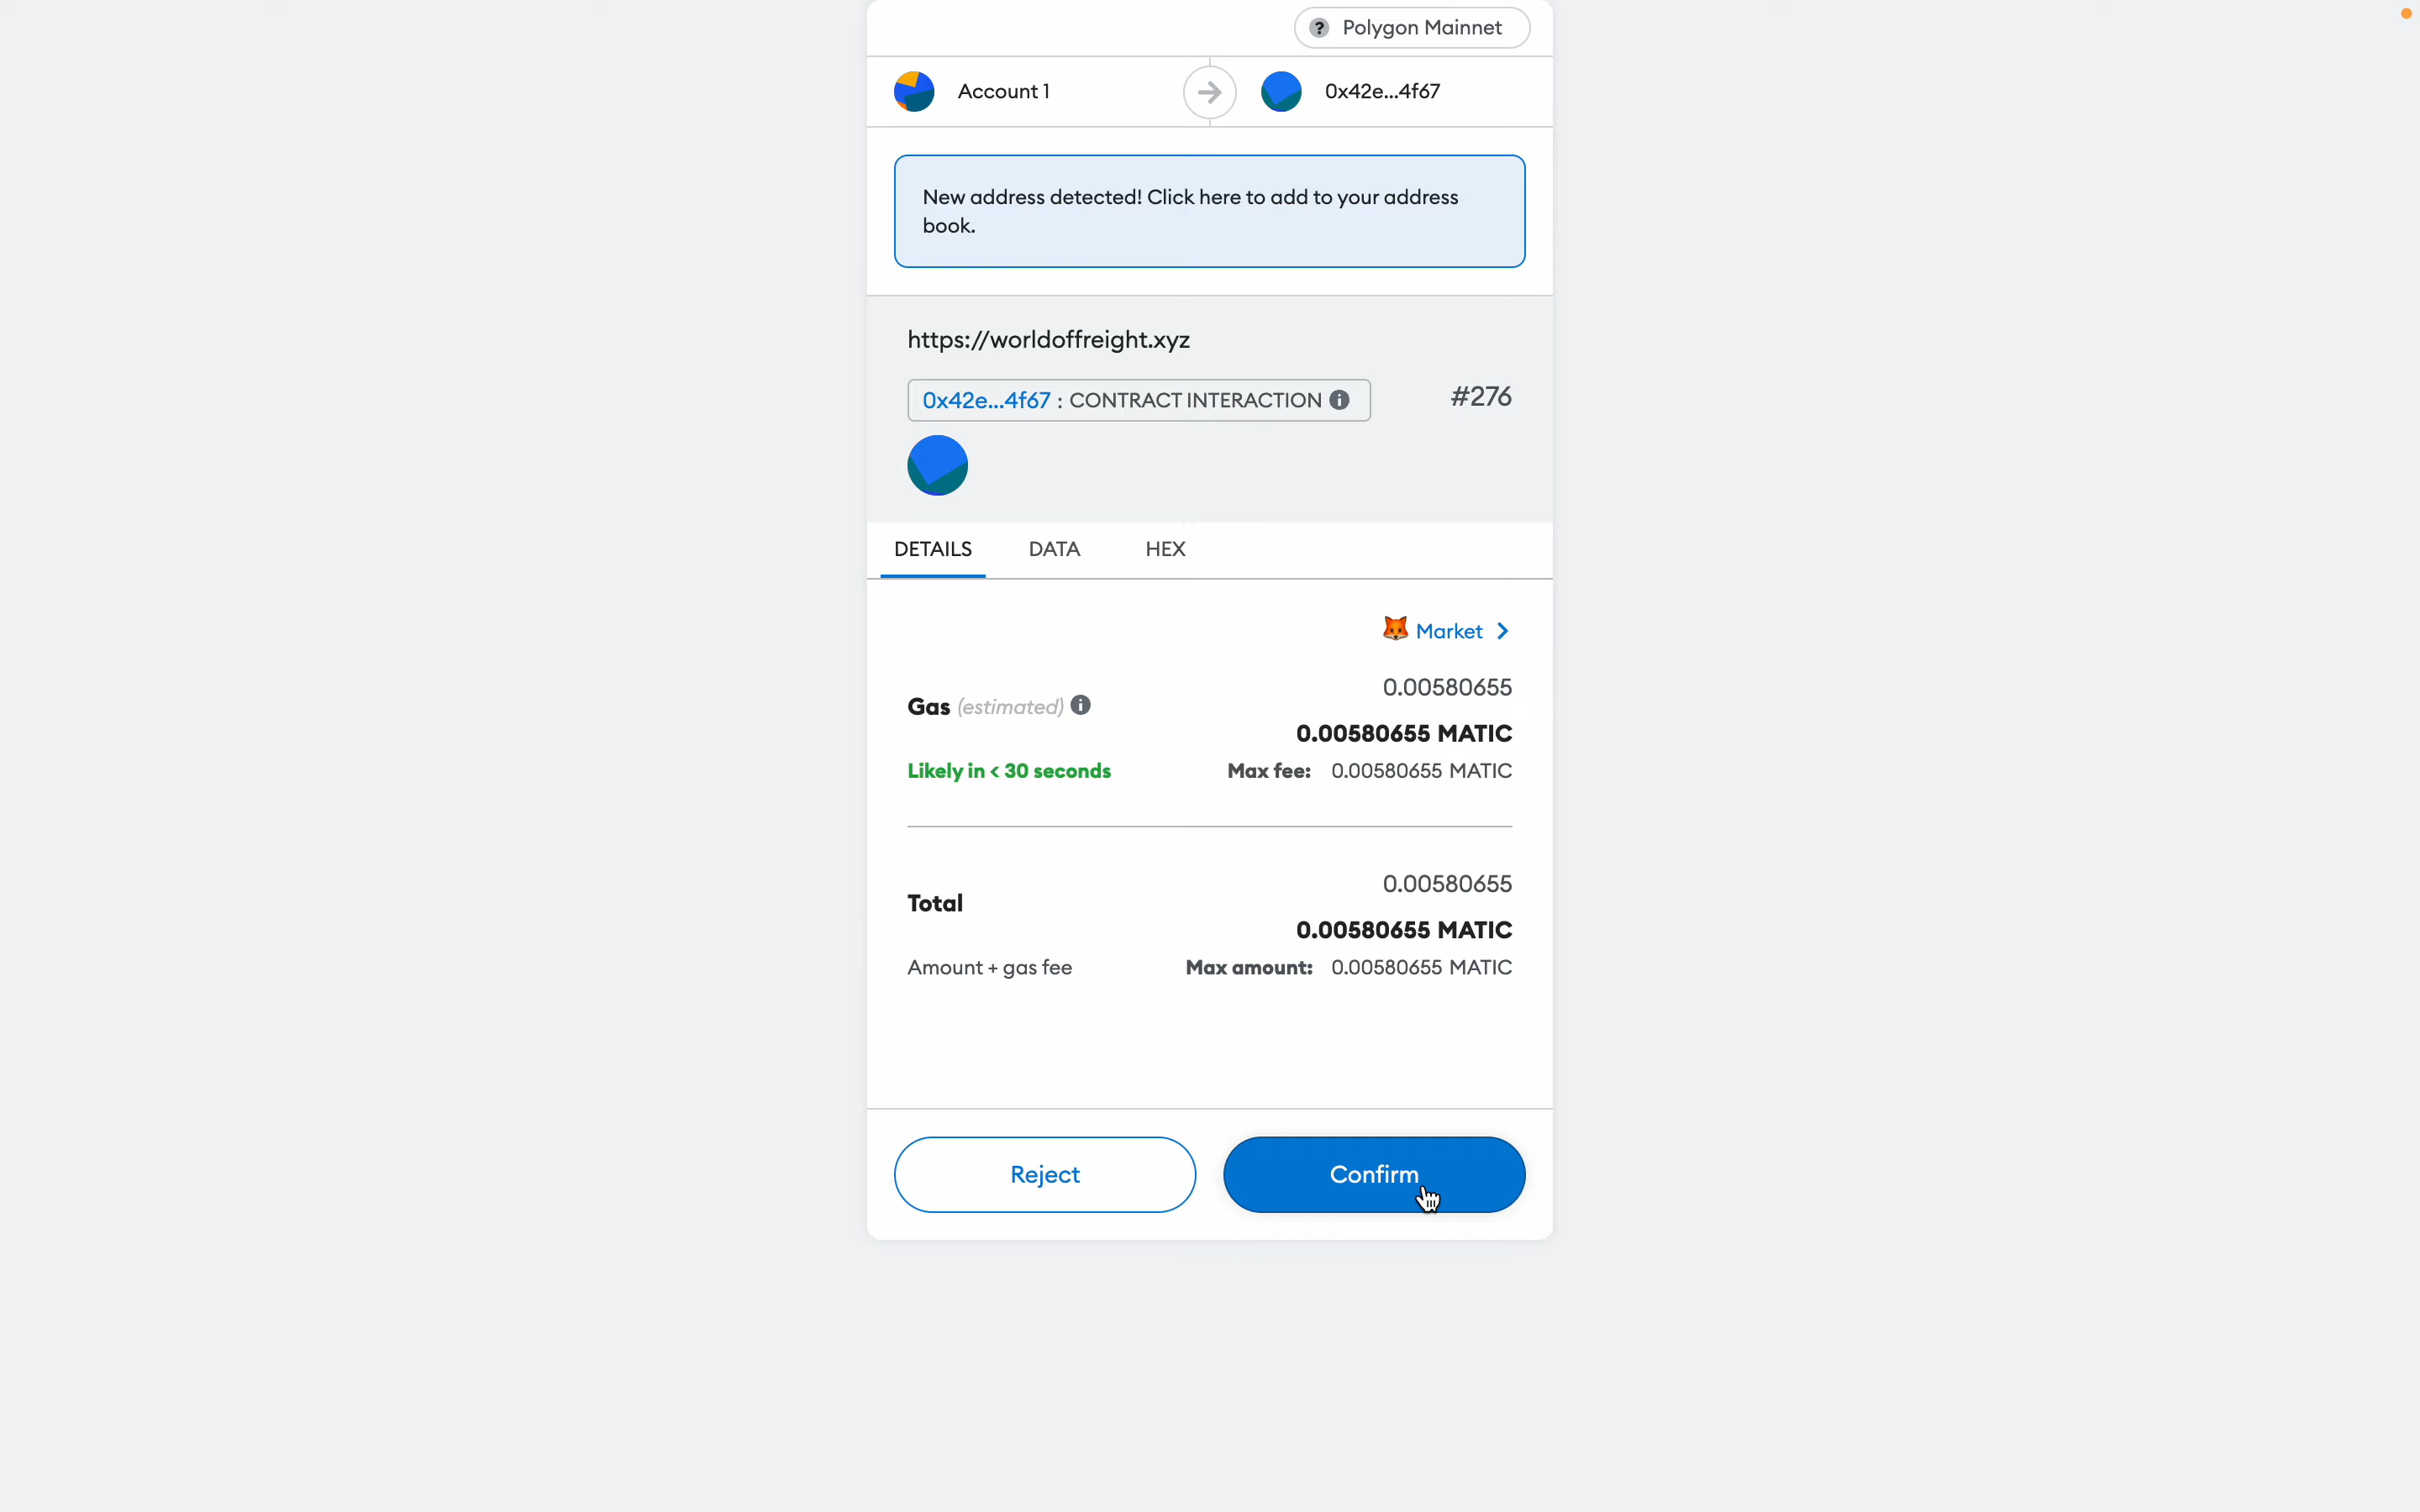 ? Polygon Mainnet
Account 1
0x42e...4f67
New address detected! Click here to add to your address
book.
https://worldoffreight.xyz
0x42e...4f67 : CONTRACT INTERACTION i
#276
DETAILS DATA HEX
Market
0.00580655
Gas (estimated) i
0.00580655 MATIC
Likely in < 30 seconds Max fee: 0.00580655 MATIC
0.00580655
Total
0.00580655 MATIC
Amount + gas fee Max amount: 0.00580655 MATIC
Reject Confirm